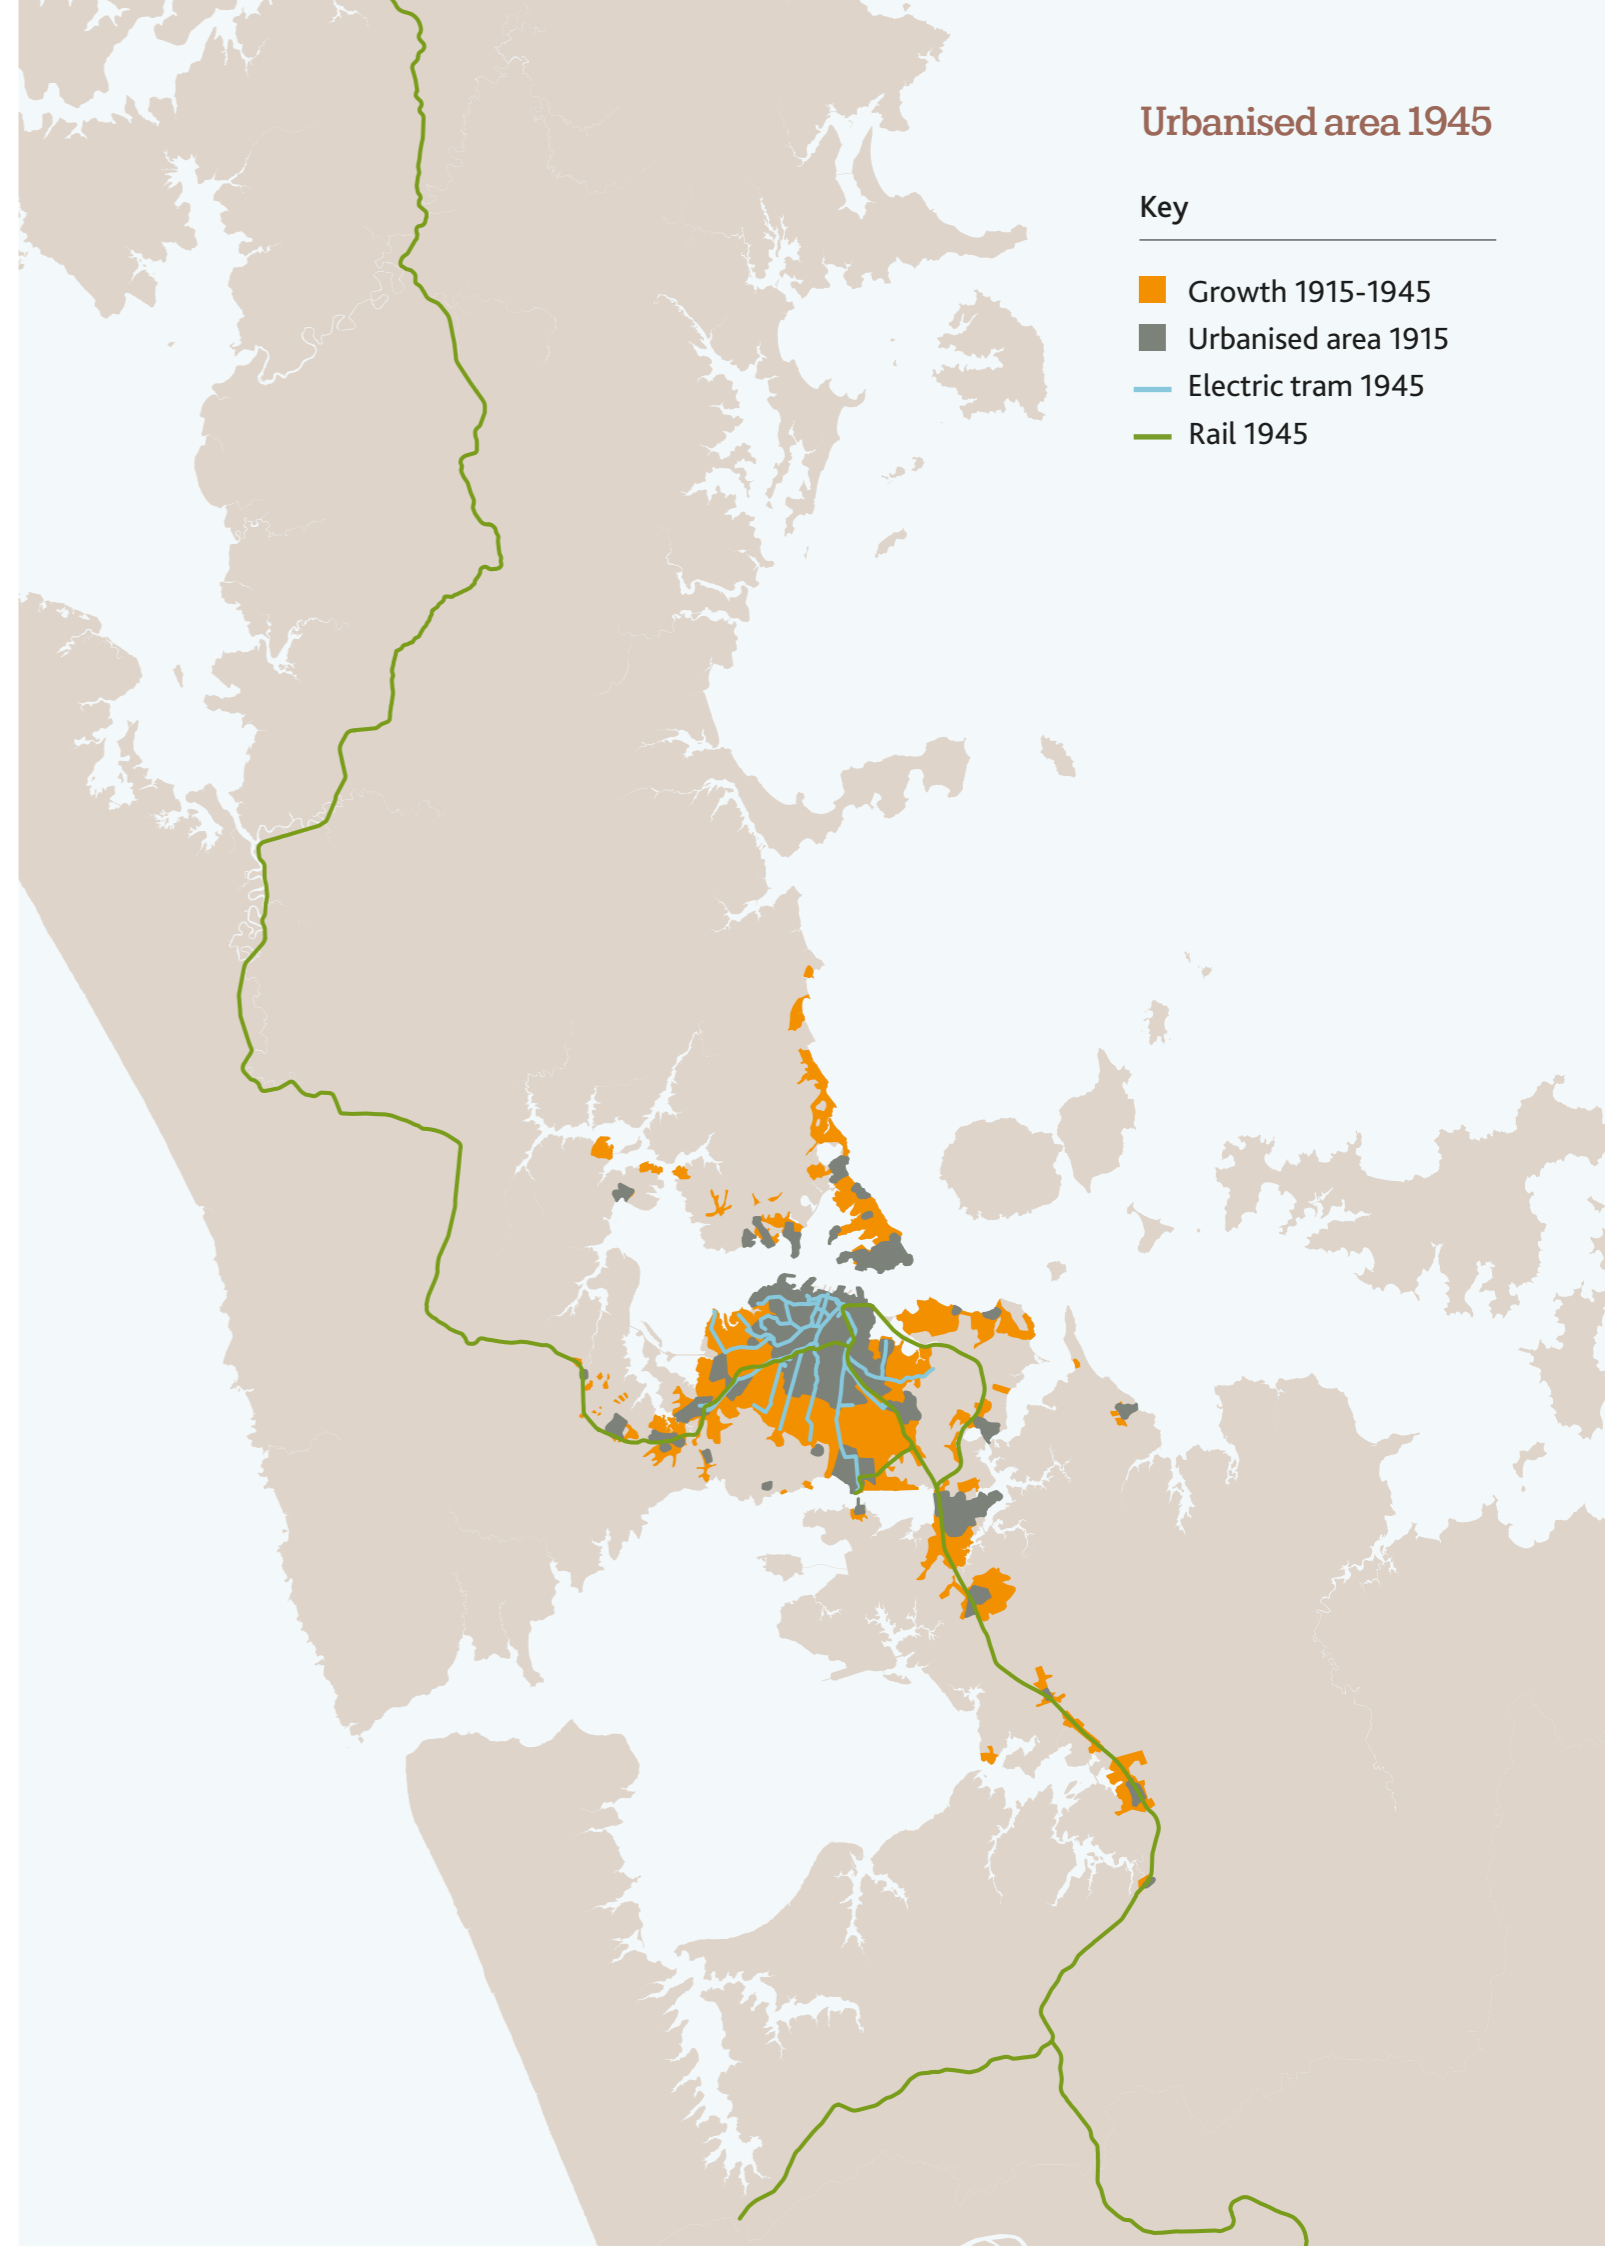 Urbanised area 1945
Key
Growth 1915-1945
Urbanised area 1915
Electric tram 1945
Rail 1945